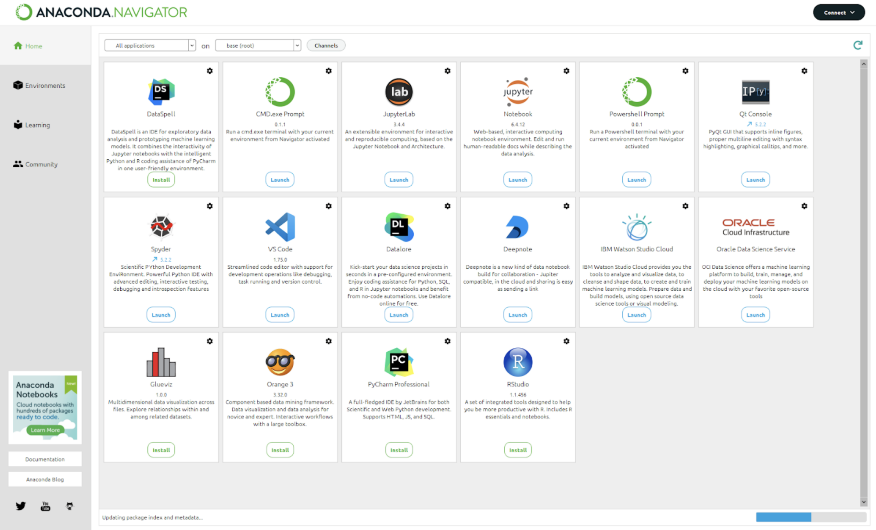 ANACONDA.NAVIGATOR
Connect
Home
Environments
Learning
Community
All applications
on
base (root)
Channels
DataSpell
DataSpell is an IDE for exploratory data
analysis and prototyping machine learning
models. It combines the interactivity of
Jupyter notebooks with the intelligent
Python and R coding assistance of PyCharm
in one user-friendly environment.
Install
CMD.exe Prompt
0.1.1
Run a cmd.exe terminal with your current
environment from Navigator activated
Launch
lab
JupyterLab
3.4.4
An extensible environment for interactive
and reproducible computing, based on the
Jupyter Notebook and Architecture.
Launch
jupyter
Notebook
6.4.12
Web-based, interactive computing
notebook environment. Edit and run
human-readable docs while describing the
data analysis.
Launch
Powershell Prompt
0.0.1
Run a Powershell terminal with your
current environment from Navigator
activated
Launch
IP[y]:
Qt Console
5.2.2
PyQt GUI that supports inline figures,
proper multiline editing with syntax
highlighting, graphical calltips, and more.
Launch
Spyder
5.2.2
Scientific PYthon Development
EnviRonment. Powerful Python IDE with
advanced editing, interactive testing,
debugging and introspection features
Launch
VS Code
1.73.0
Streamlined code editor with support for
development operations like debugging,
task running and version control.
Launch
DL
Datalore
Kick-start your data science projects in
seconds in a pre-configured environment.
Enjoy coding assistance for Python, SQL,
and R in Jupyter notebooks and benefit
from no-code automations. Use Datalore
online for free.
Launch
Deepnote
Deepnote is a new kind of data notebook
build for collaboration - Jupiter
compatible, in the cloud and sharing is easy
as sending a link
Launch
IBM Watson Studio Cloud
IBM Watson Studio Cloud provides you the
tools to analyze and visualize data, to
cleanse and shape data, to create and train
machine learning models. Prepare data and
build models, using open source data
science tools or visual modeling.
Launch
ORACLE
Cloud Infrastructure
Oracle Data Science Service
OCI Data Science offers a machine learning
platform to build, train, manage, and
deploy your machine learning models on
the cloud with your favorite open-source
tools
Launch
Glueviz
1.0.0
Multidimensional data visualization across
files. Explore relationships within and
among related datasets.
Install
Orange 3
3.32.0
Component based data mining framework.
Data visualization and data analysis for
novice and expert. Interactive workflows
with a large toolbox.
Install
PC
PyCharm Professional
A full-fledged IDE by JetBrains for both
Scientific and Web Python development.
Supports HTML, JS, and SQL.
Install
R
RStudio
1.1.456
A set of integrated tools designed to help
you be more productive with R. Includes R
essentials and notebooks.
Install
Anaconda
Notebooks
Cloud notebooks with
hundreds of packages
ready to code.
Learn More
Documentation
Anaconda Blog
Updating package index and metadata...